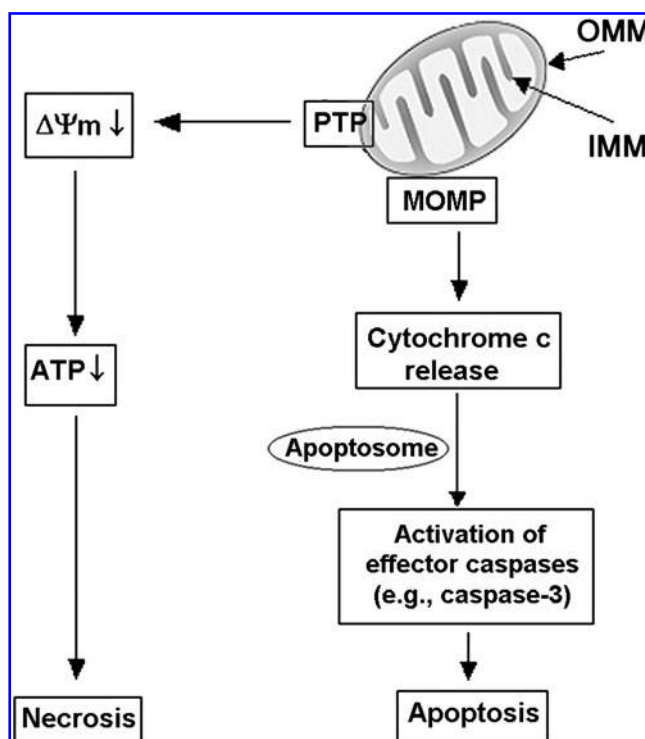 OMM
IMM
PTP
ΔΨm ↓
MOMP
Cytochrome c
release
ATP ↓
Apoptosome
Activation of
effector caspases
(e.g., caspase-3)
Necrosis
Apoptosis